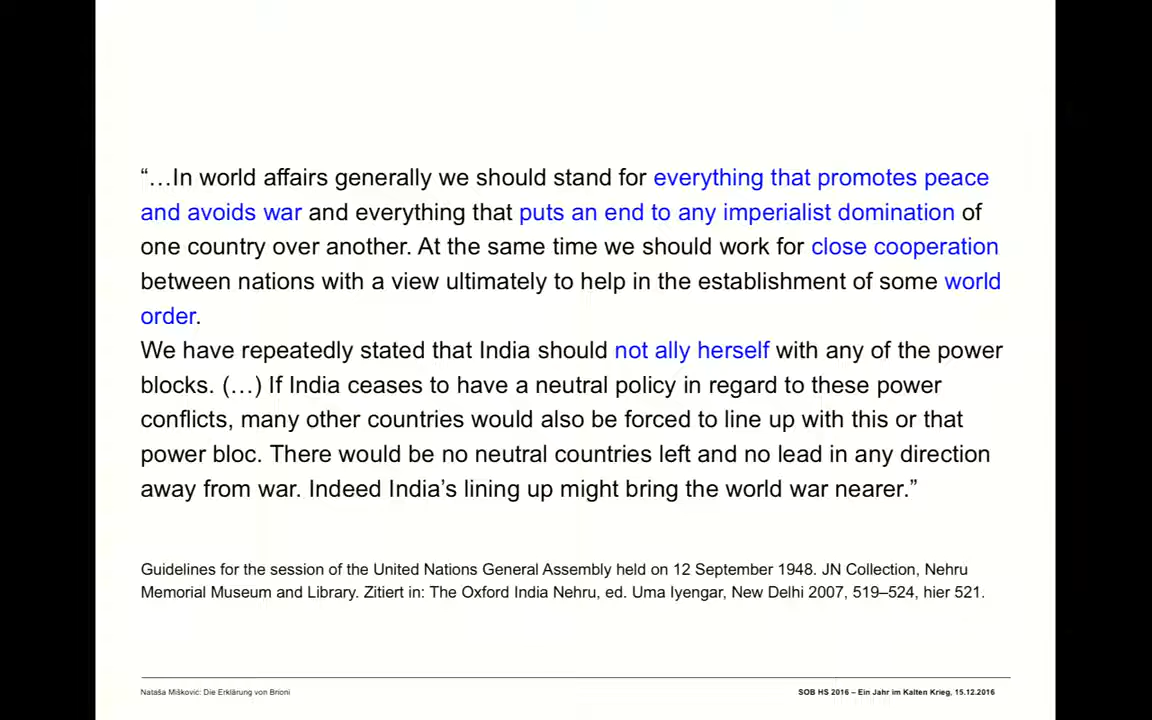 “…In world affairs generally we should stand for everything that promotes peace
and avoids war and everything that puts an end to any imperialist domination of
one country over another. At the same time we should work for close cooperation
between nations with a view ultimately to help in the establishment of some world
order.
We have repeatedly stated that India should not ally herself with any of the power
blocks. (…) If India ceases to have a neutral policy in regard to these power
conflicts, many other countries would also be forced to line up with this or that
power bloc. There would be no neutral countries left and no lead in any direction
away from war. Indeed India’s lining up might bring the world war nearer.”
Guidelines for the session of the United Nations General Assembly held on 12 September 1948. JN Collection, Nehru
Memorial Museum and Library. Zitiert in: The Oxford India Nehru, ed. Uma Iyengar, New Delhi 2007, 519–524, hier 521.
Nataša Mišković: Die Erklärung von Brioni
SOB HS 2016 – Ein Jahr im Kalten Krieg, 15.12.2016